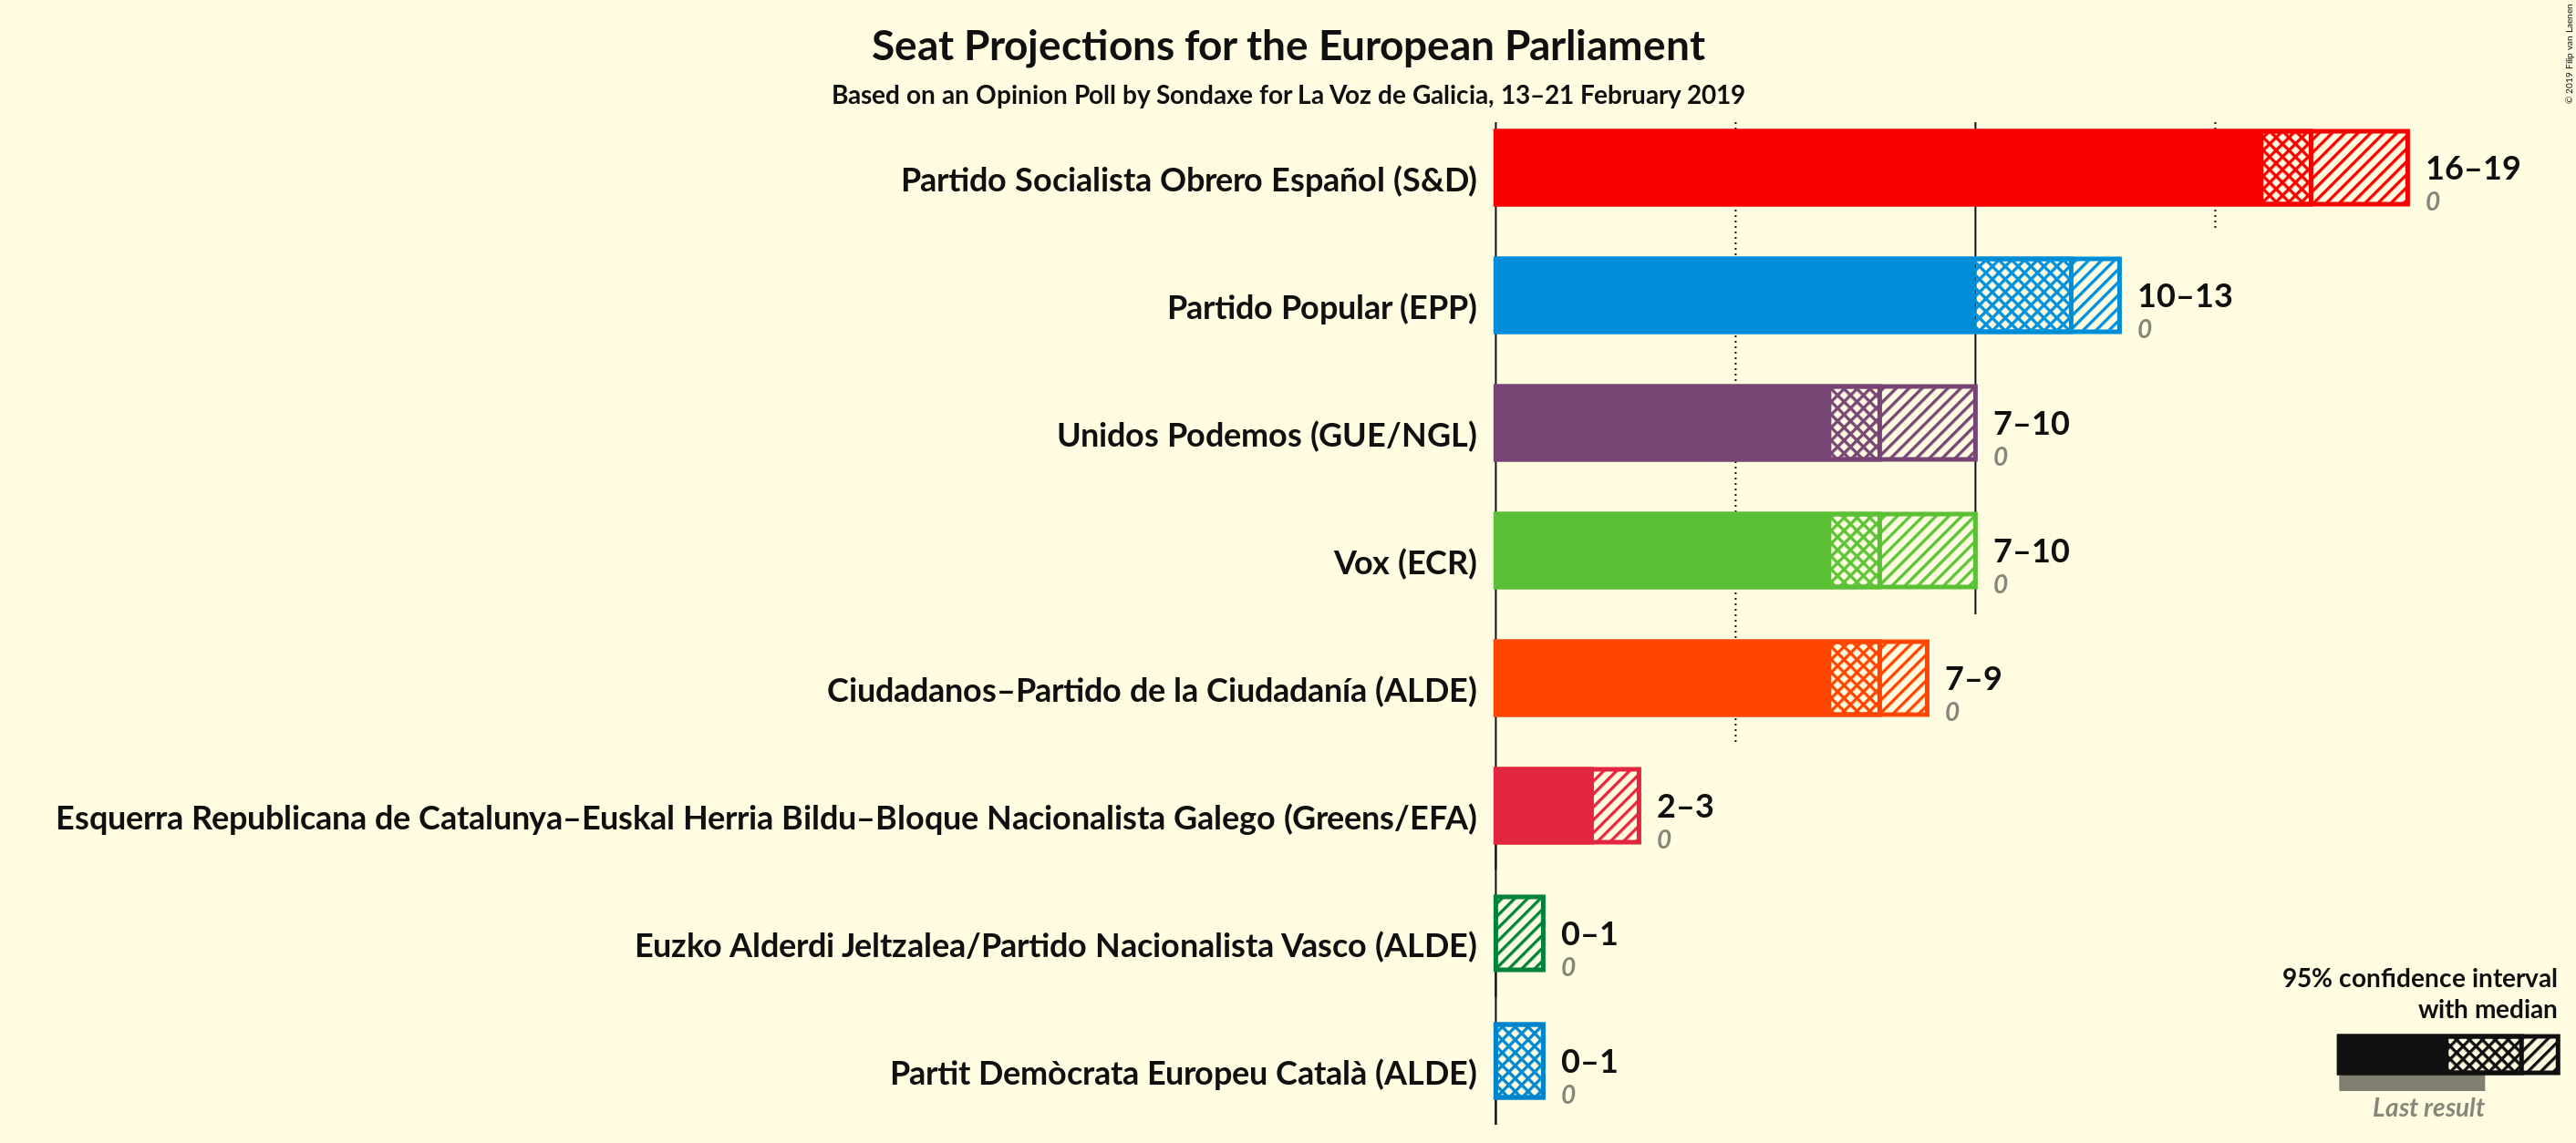 Seat Projections for the European Parliament
Based on an Opinion Poll by Sondaxe for La Voz de Galicia, 13–21 February 2019
© 2019 Filip van Laenen
Partido Socialista Obrero Español (S&D)
16–19
0
Partido Popular (EPP)
10–13
0
Unidos Podemos (GUE/NGL)
7–10
0
Vox (ECR)
7–10
0
Ciudadanos–Partido de la Ciudadanía (ALDE)
7–9
0
Esquerra Republicana de Catalunya–Euskal Herria Bildu–Bloque Nacionalista Galego (Greens/EFA)
2–3
0
Euzko Alderdi Jeltzalea/Partido Nacionalista Vasco (ALDE)
0–1
0
Partit Demòcrata Europeu Català (ALDE)
0–1
0
95% confidence interval
with median
Last result